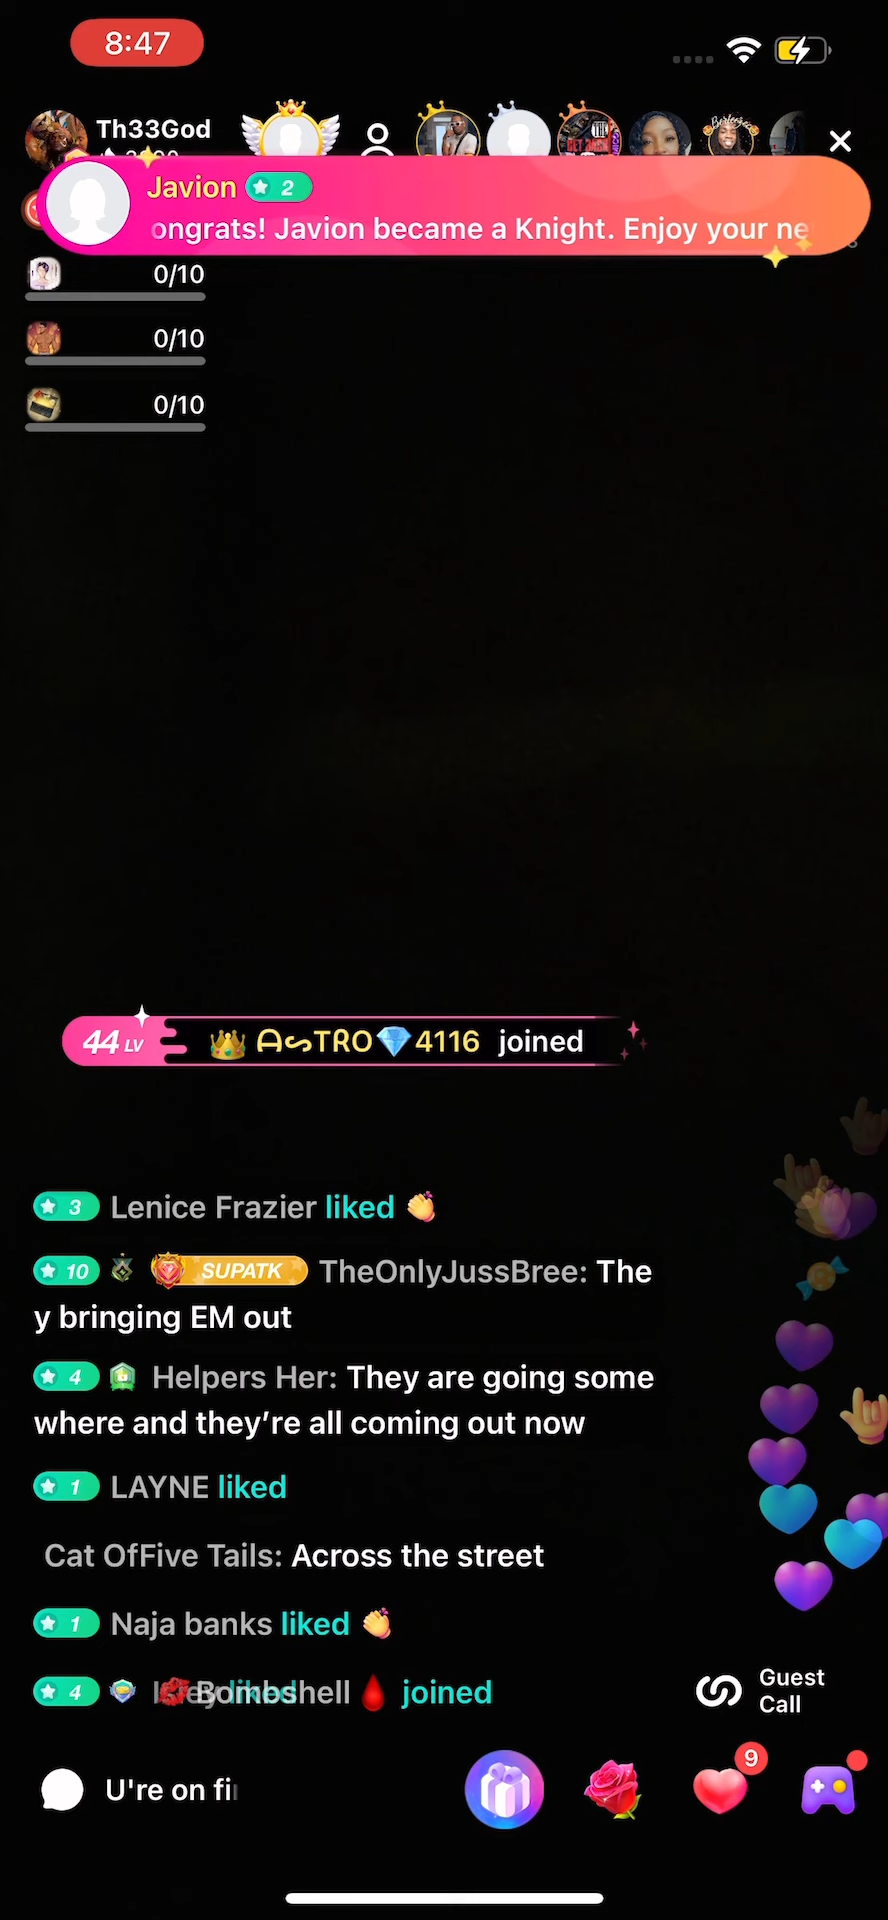 8:47
Th33God
Javion 2
ongrats! Javion became a Knight. Enjoy your ne
0/10
0/10
0/10
44 LV 👑 ᗩᔕTᖇO💎4116 joined
3 Lenice Frazier liked 👏
10 SUPATK TheOnlyJussBree: The
y bringing EM out
4 Helpers Her: They are going some
where and they’re all coming out now
1 LAYNE liked
Cat OfFive Tails: Across the street
1 Naja banks liked 👏
4 💋Bombshell🩸 joined
Guest
Call
U're on fi
9